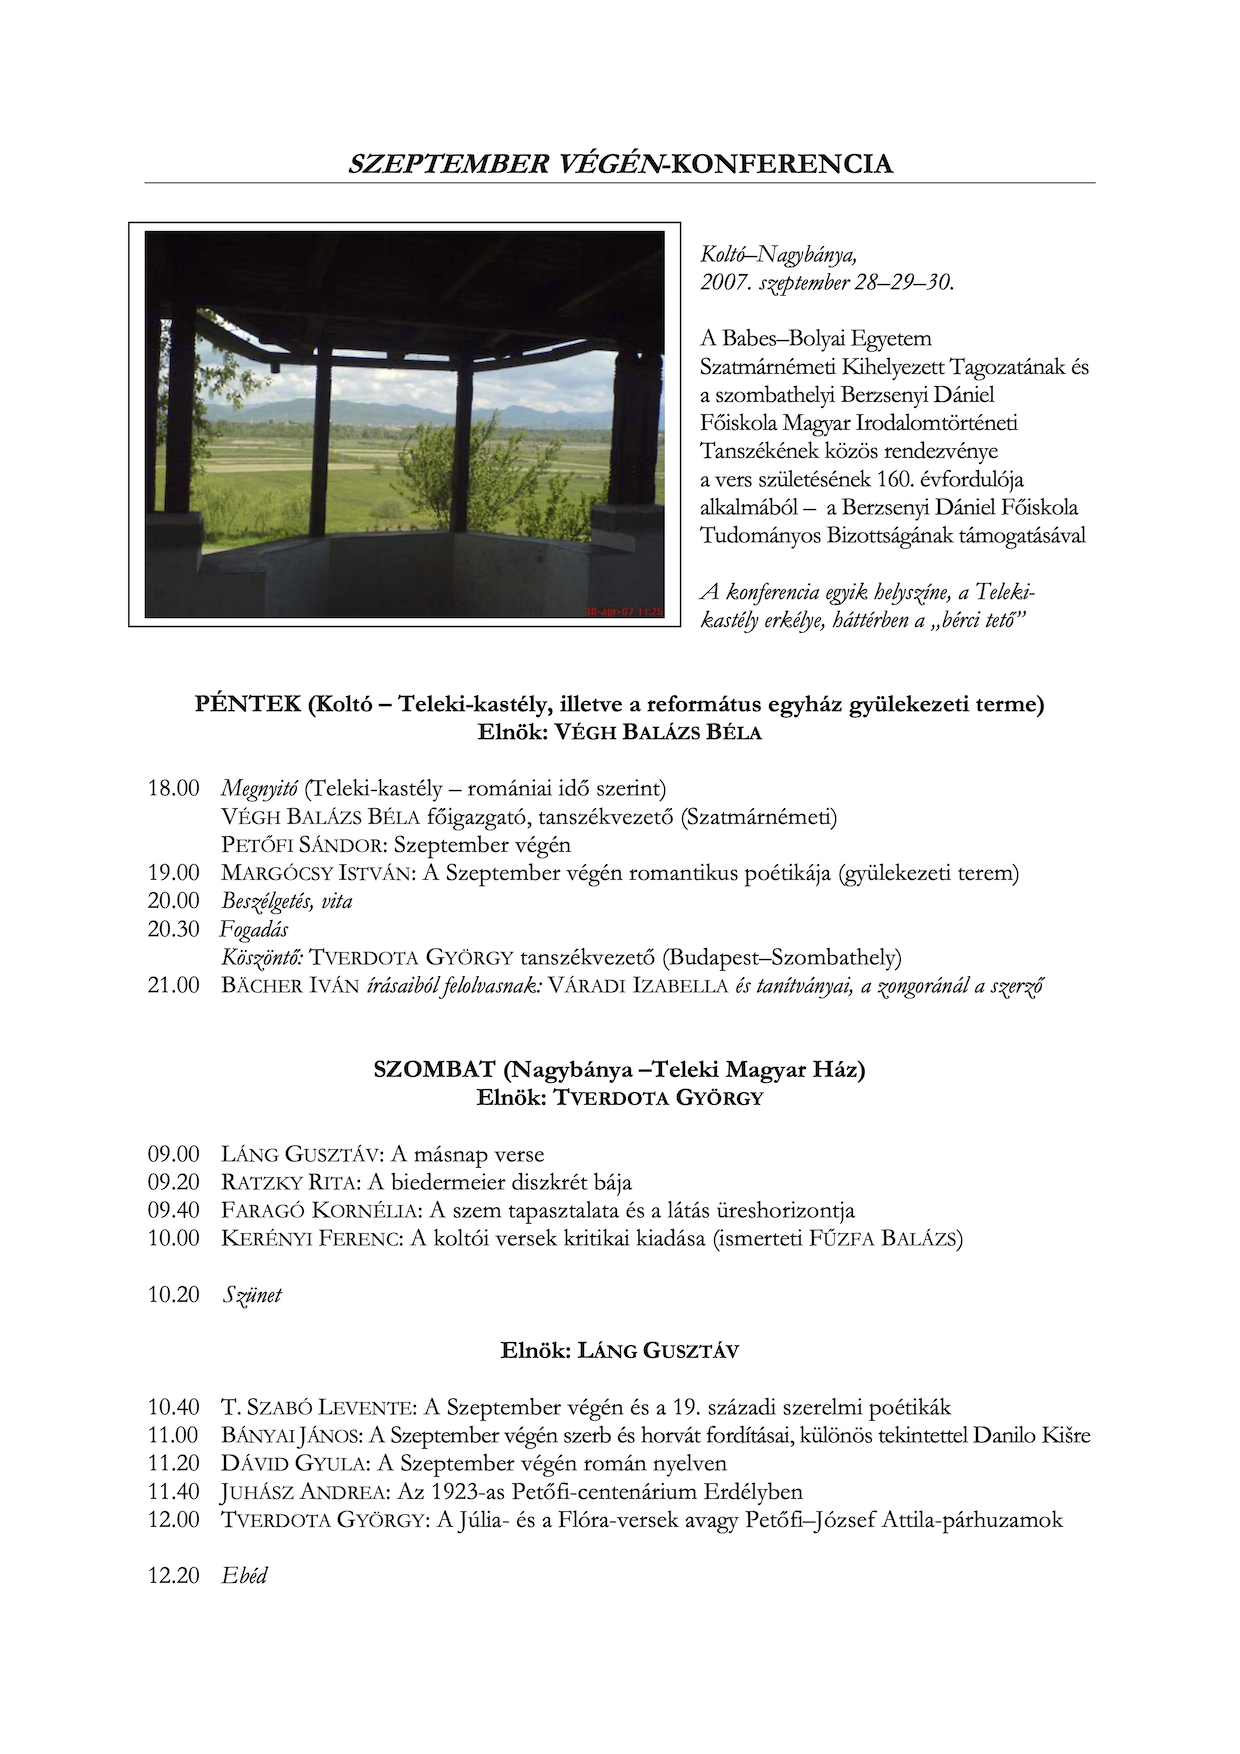 SZEPTEMBER VÉGÉN-KONFERENCIA
10-apr-07 11:26
Koltó–Nagybánya,
2007. szeptember 28–29–30.
A Babes–Bolyai Egyetem
Szatmárnémeti Kihelyezett Tagozatának és
a szombathelyi Berzsenyi Dániel
Főiskola Magyar Irodalomtörténeti
Tanszékének közös rendezvénye
a vers születésének 160. évfordulója
alkalmából – a Berzsenyi Dániel Főiskola
Tudományos Bizottságának támogatásával
A konferencia egyik helyszíne, a Teleki-
kastély erkélye, háttérben a „bérci tető”
PÉNTEK (Koltó – Teleki-kastély, illetve a református egyház gyülekezeti terme)
Elnök: VÉGH BALÁZS BÉLA
18.00 Megnyitó (Teleki-kastély – romániai idő szerint)
VÉGH BALÁZS BÉLA főigazgató, tanszékvezető (Szatmárnémeti)
PETŐFI SÁNDOR: Szeptember végén
19.00 MARGÓCSY ISTVÁN: A Szeptember végén romantikus poétikája (gyülekezeti terem)
20.00 Beszélgetés, vita
20.30 Fogadás
Köszöntő: TVERDOTA GYÖRGY tanszékvezető (Budapest–Szombathely)
21.00 BÄCHER IVÁN írásaiból felolvasnak: VÁRADI IZABELLA és tanítványai, a zongoránál a szerző
SZOMBAT (Nagybánya –Teleki Magyar Ház)
Elnök: TVERDOTA GYÖRGY
09.00 LÁNG GUSZTÁV: A másnap verse
09.20 RATZKY RITA: A biedermeier diszkrét bája
09.40 FARAGÓ KORNÉLIA: A szem tapasztalata és a látás üreshorizontja
10.00 KERÉNYI FERENC: A koltói versek kritikai kiadása (ismerteti FŰZFA BALÁZS)
10.20 Szünet
Elnök: LÁNG GUSZTÁV
10.40 T. SZABÓ LEVENTE: A Szeptember végén és a 19. századi szerelmi poétikák
11.00 BÁNYAI JÁNOS: A Szeptember végén szerb és horvát fordításai, különös tekintettel Danilo Kišre
11.20 DÁVID GYULA: A Szeptember végén román nyelven
11.40 JUHÁSZ ANDREA: Az 1923-as Petőfi-centenárium Erdélyben
12.00 TVERDOTA GYÖRGY: A Júlia- és a Flóra-versek avagy Petőfi–József Attila-párhuzamok
12.20 Ebéd